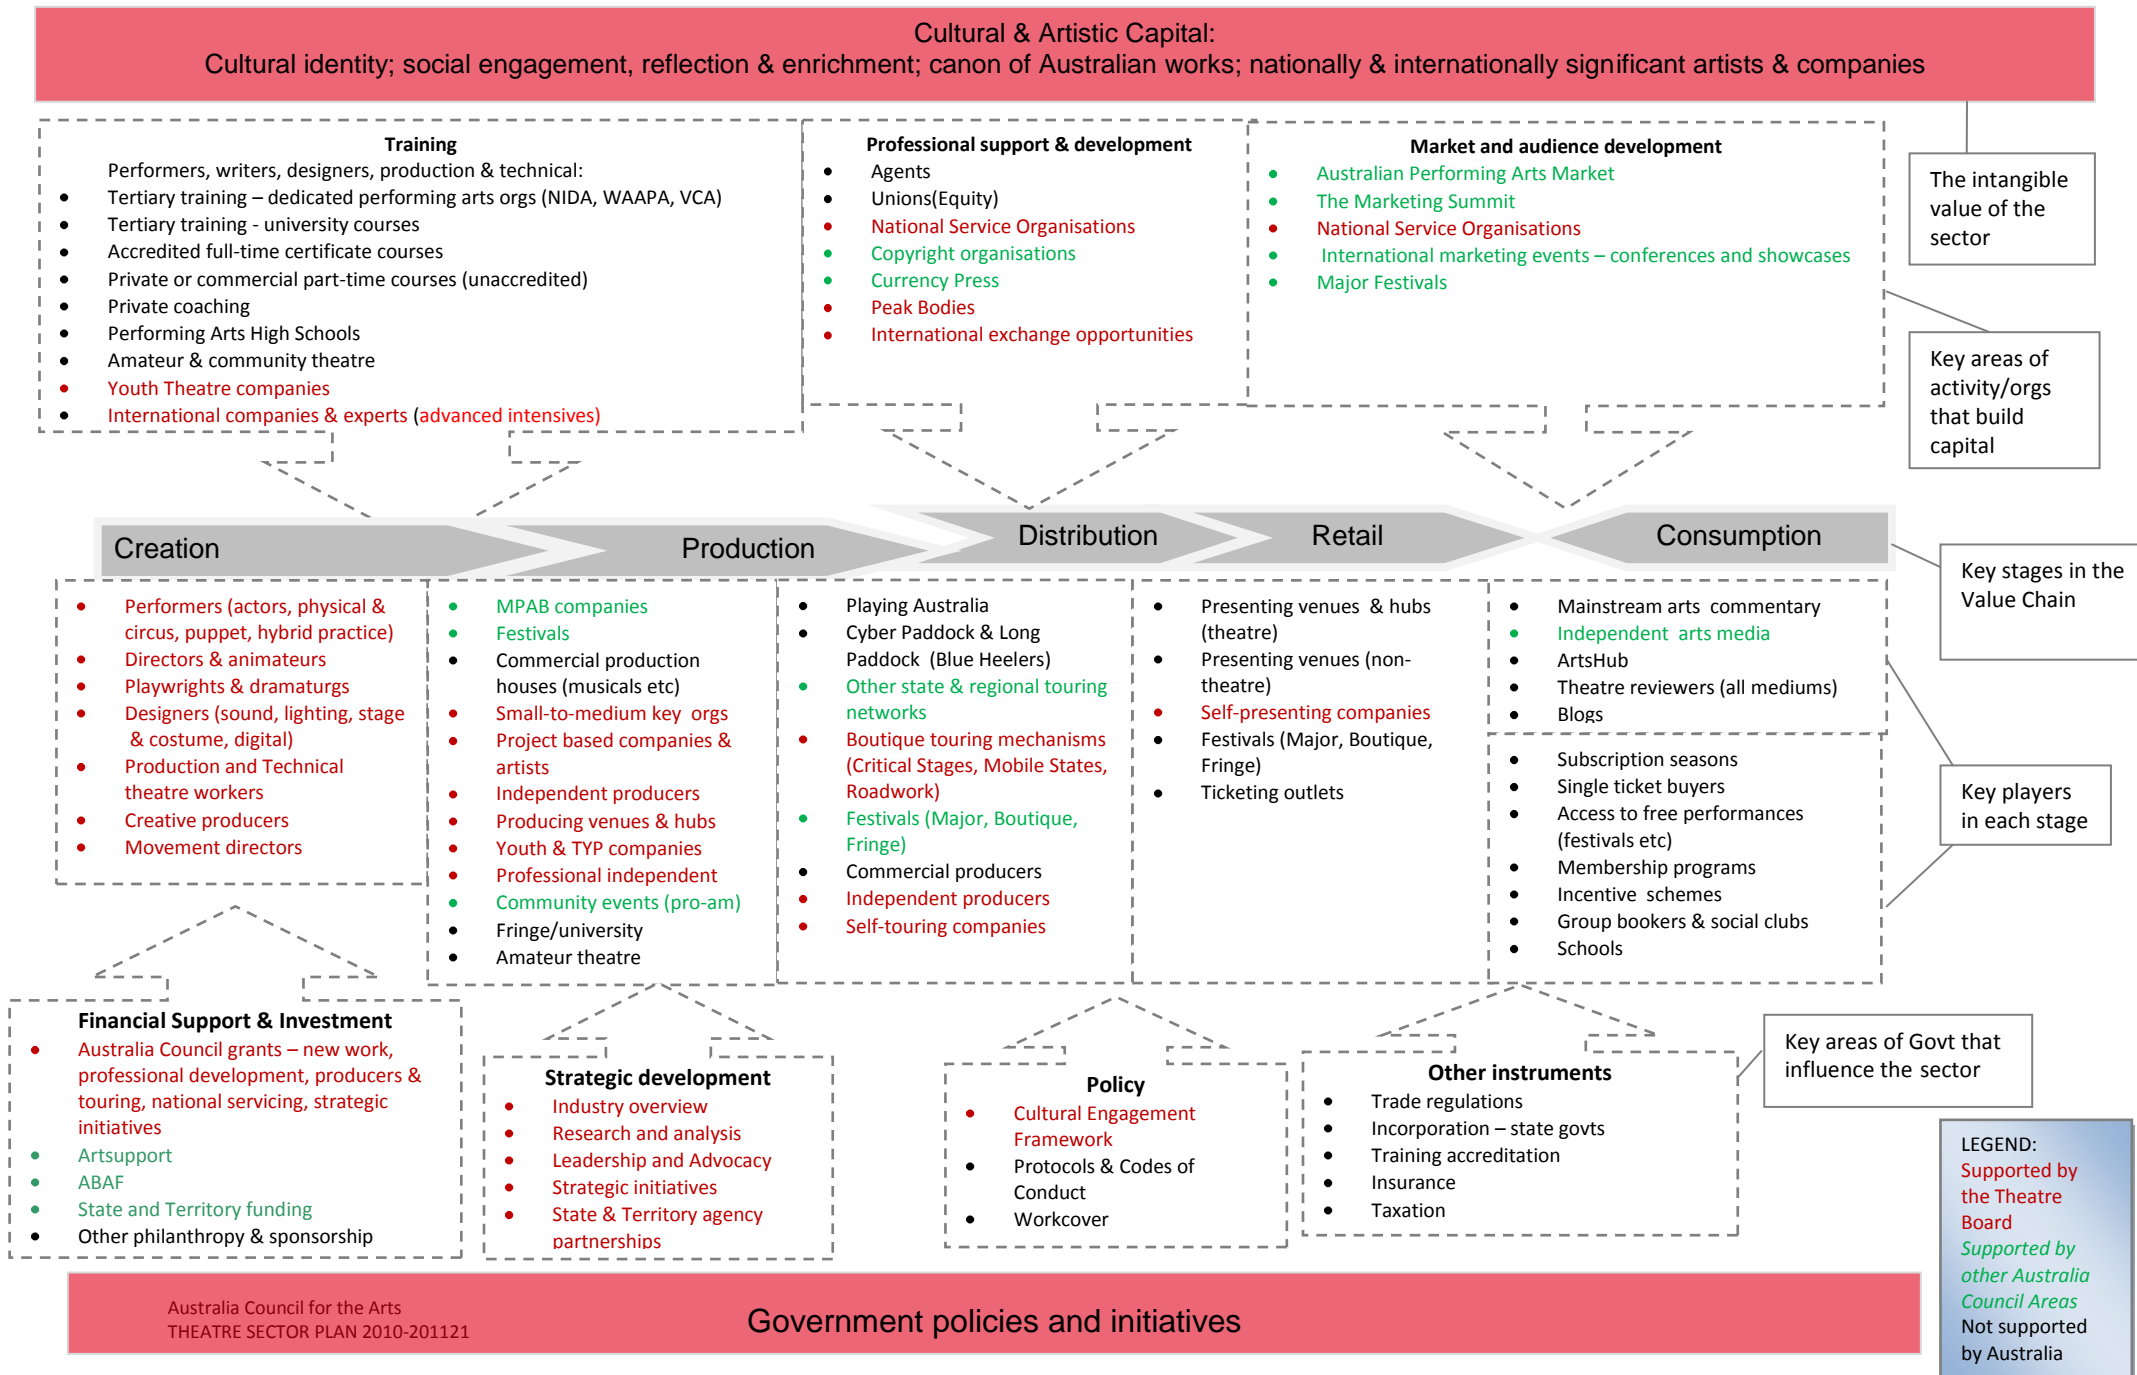 Cultural & Artistic Capital:
Cultural identity; social engagement, reflection & enrichment; canon of Australian works; nationally & internationally significant artists & companies
Training
Performers, writers, designers, production & technical:
• Tertiary training – dedicated performing arts orgs (NIDA, WAAPA, VCA)
• Tertiary training - university courses
• Accredited full-time certificate courses
• Private or commercial part-time courses (unaccredited)
• Private coaching
• Performing Arts High Schools
• Amateur & community theatre
• Youth Theatre companies
• International companies & experts (advanced intensives)
Professional support & development
• Agents
• Unions(Equity)
• National Service Organisations
• Copyright organisations
• Currency Press
• Peak Bodies
• International exchange opportunities
Market and audience development
• Australian Performing Arts Market
• The Marketing Summit
• National Service Organisations
• International marketing events – conferences and showcases
• Major Festivals
The intangible
value of the
sector
Key areas of
activity/orgs
that build
capital
Creation
Production
Distribution
Retail
Consumption
Key stages in the
Value Chain
• Performers (actors, physical &
circus, puppet, hybrid practice)
• Directors & animateurs
• Playwrights & dramaturgs
• Designers (sound, lighting, stage
& costume, digital)
• Production and Technical
theatre workers
• Creative producers
• Movement directors
• MPAB companies
• Festivals
• Commercial production
houses (musicals etc)
• Small-to-medium key orgs
• Project based companies &
artists
• Independent producers
• Producing venues & hubs
• Youth & TYP companies
• Professional independent
• Community events (pro-am)
• Fringe/university
• Amateur theatre
• Playing Australia
• Cyber Paddock & Long
Paddock (Blue Heelers)
• Other state & regional touring
networks
• Boutique touring mechanisms
(Critical Stages, Mobile States,
Roadwork)
• Festivals (Major, Boutique,
Fringe)
• Commercial producers
• Independent producers
• Self-touring companies
• Presenting venues & hubs
(theatre)
• Presenting venues (non-
theatre)
• Self-presenting companies
• Festivals (Major, Boutique,
Fringe)
• Ticketing outlets
• Mainstream arts commentary
• Independent arts media
• ArtsHub
• Theatre reviewers (all mediums)
• Blogs
• Subscription seasons
• Single ticket buyers
• Access to free performances
(festivals etc)
• Membership programs
• Incentive schemes
• Group bookers & social clubs
• Schools
Key players
in each stage
Financial Support & Investment
• Australia Council grants – new work,
professional development, producers &
touring, national servicing, strategic
initiatives
• Artsupport
• ABAF
• State and Territory funding
• Other philanthropy & sponsorship
Strategic development
• Industry overview
• Research and analysis
• Leadership and Advocacy
• Strategic initiatives
• State & Territory agency
partnerships
Policy
• Cultural Engagement
Framework
• Protocols & Codes of
Conduct
• Workcover
Other instruments
• Trade regulations
• Incorporation – state govts
• Training accreditation
• Insurance
• Taxation
Key areas of Govt that
influence the sector
LEGEND:
Supported by
the Theatre
Board
Supported by
other Australia
Council Areas
Not supported
by Australia
Australia Council for the Arts
THEATRE SECTOR PLAN 2010-201121
Government policies and initiatives